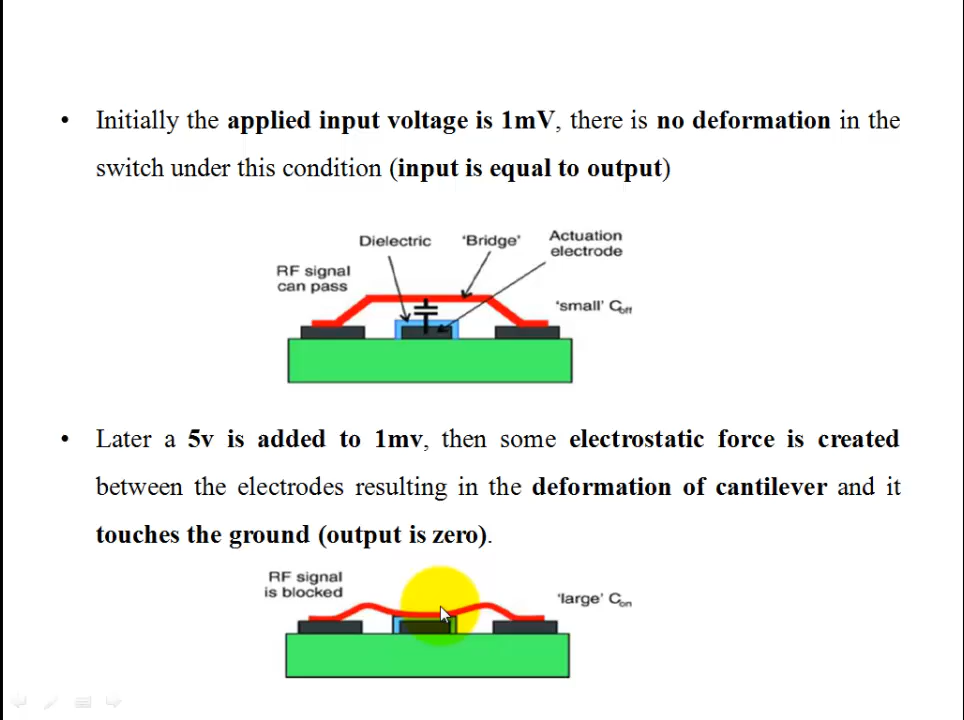 • Initially the applied input voltage is 1mV, there is no deformation in the
switch under this condition (input is equal to output)
Dielectric
'Bridge'
Actuation
electrode
RF signal
can pass
'small' Coff
• Later a 5v is added to 1mv, then some electrostatic force is created
between the electrodes resulting in the deformation of cantilever and it
touches the ground (output is zero).
RF signal
is blocked
'large' Con